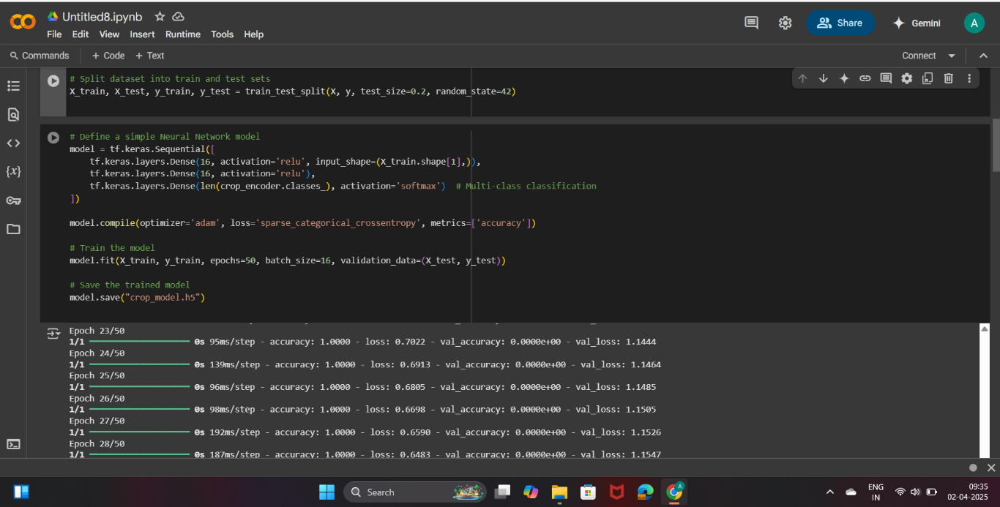 Untitled8.ipynb
File Edit View Insert Runtime Tools Help
Share
Gemini
A
Commands + Code + Text
Connect
# Split dataset into train and test sets
X_train, X_test, y_train, y_test = train_test_split(X, y, test_size=0.2, random_state=42)
# Define a simple Neural Network model
model = tf.keras.Sequential([
    tf.keras.layers.Dense(16, activation='relu', input_shape=(X_train.shape[1],)),
    tf.keras.layers.Dense(16, activation='relu'),
    tf.keras.layers.Dense(len(crop_encoder.classes_), activation='softmax')  # Multi-class classification
])
model.compile(optimizer='adam', loss='sparse_categorical_crossentropy', metrics=['accuracy'])
# Train the model
model.fit(X_train, y_train, epochs=50, batch_size=16, validation_data=(X_test, y_test))
# Save the trained model
model.save("crop_model.h5")
Epoch 23/50
1/1 0s 95ms/step - accuracy: 1.0000 - loss: 0.7022 - val_accuracy: 0.0000e+00 - val_loss: 1.1444
Epoch 24/50
1/1 0s 139ms/step - accuracy: 1.0000 - loss: 0.6913 - val_accuracy: 0.0000e+00 - val_loss: 1.1464
Epoch 25/50
1/1 0s 96ms/step - accuracy: 1.0000 - loss: 0.6805 - val_accuracy: 0.0000e+00 - val_loss: 1.1485
Epoch 26/50
1/1 0s 98ms/step - accuracy: 1.0000 - loss: 0.6698 - val_accuracy: 0.0000e+00 - val_loss: 1.1505
Epoch 27/50
1/1 0s 192ms/step - accuracy: 1.0000 - loss: 0.6590 - val_accuracy: 0.0000e+00 - val_loss: 1.1526
Epoch 28/50
1/1 0s 187ms/step - accuracy: 1.0000 - loss: 0.6483 - val_accuracy: 0.0000e+00 - val_loss: 1.1547
Search
A
ENG
IN
09:35
02-04-2025